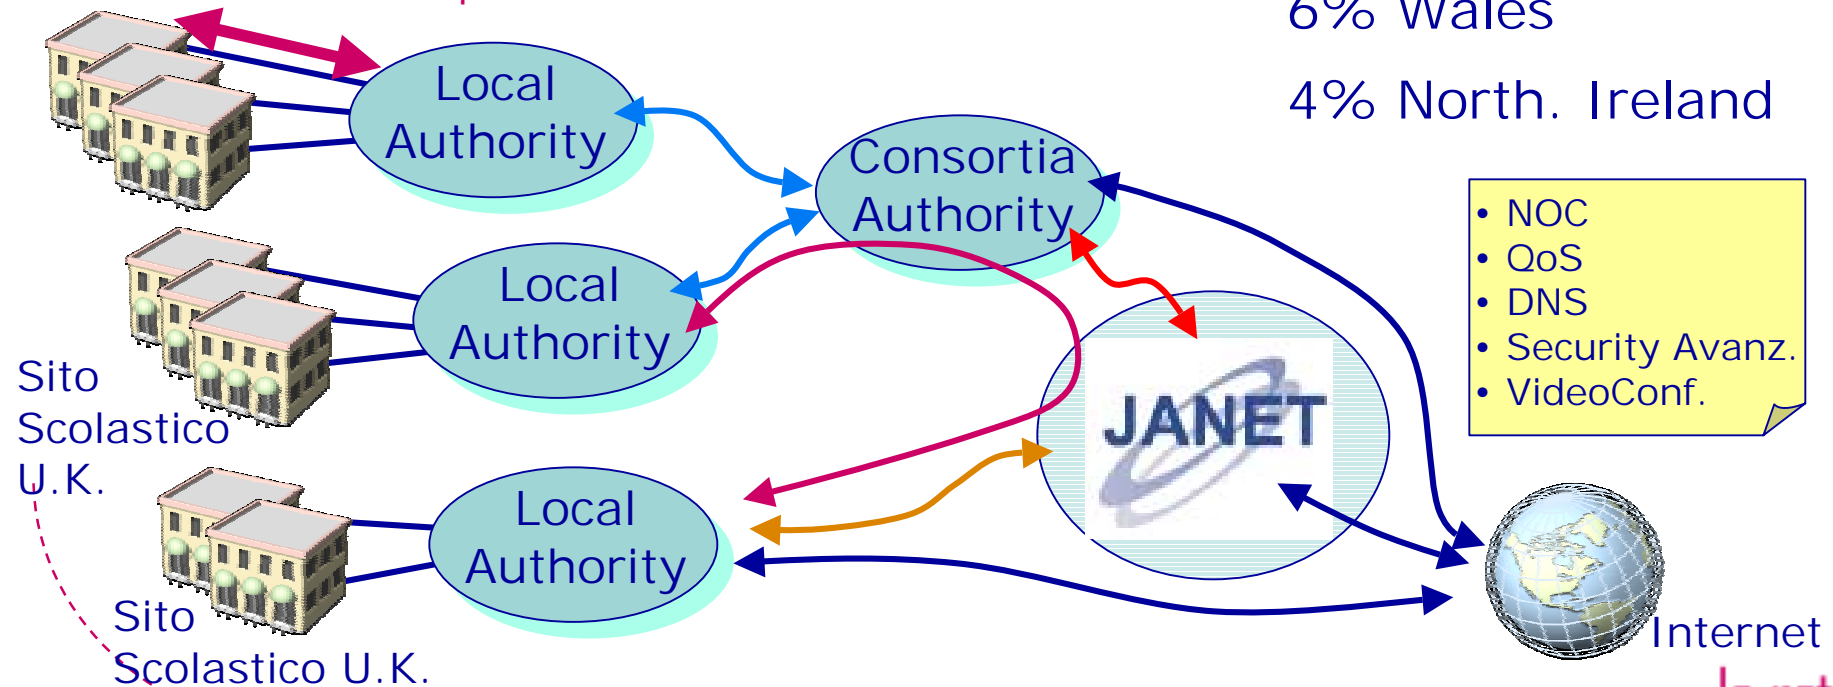 6% Wales
4% North. Ireland
Local
Authority
Consortia
Authority
• NOC
• QoS
• DNS
• Security Avanz.
• VideoConf.
Local
Authority
Sito
Scolastico
U.K.
JANET
Local
Authority
Sito
Scolastico U.K.
Internet